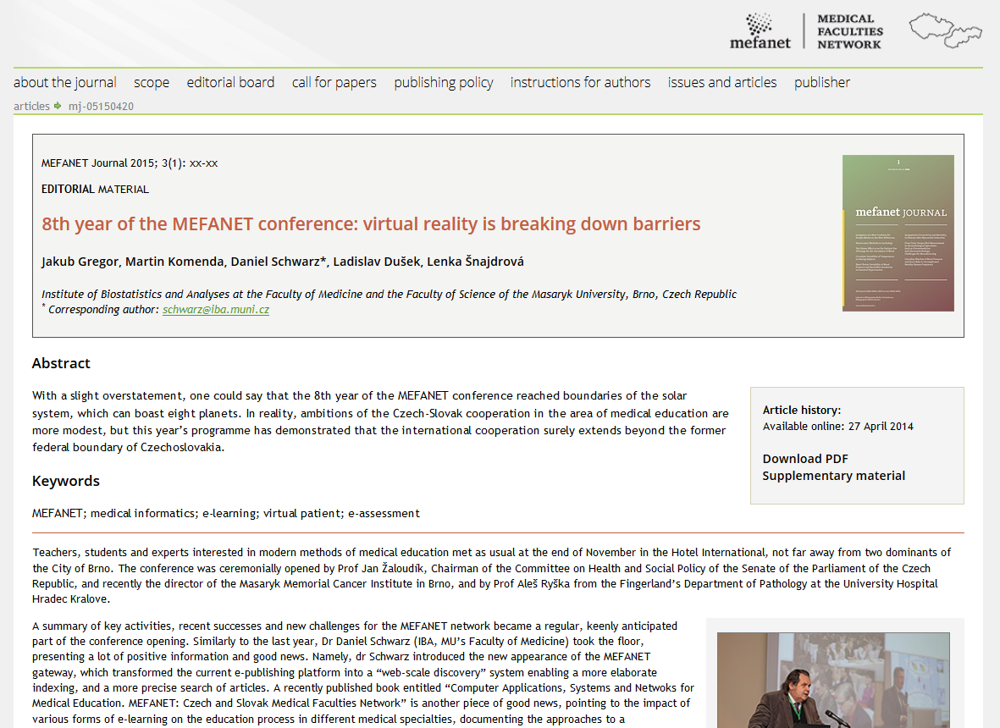 mefanet
MEDICAL
FACULTIES
NETWORK
about the journal scope editorial board call for papers publishing policy instructions for authors issues and articles publisher
articles mj-05150420
MEFANET Journal 2015; 3(1): xx-xx
EDITORIAL MATERIAL
8th year of the MEFANET conference: virtual reality is breaking down barriers
Jakub Gregor, Martin Komenda, Daniel Schwarz*, Ladislav Dušek, Lenka Šnajdrová
Institute of Biostatistics and Analyses at the Faculty of Medicine and the Faculty of Science of the Masaryk University, Brno, Czech Republic
* Corresponding author: schwarz@iba.muni.cz
1
mefanet JOURNAL
Abstract
With a slight overstatement, one could say that the 8th year of the MEFANET conference reached boundaries of the solar
system, which can boast eight planets. In reality, ambitions of the Czech-Slovak cooperation in the area of medical education are
more modest, but this year's programme has demonstrated that the international cooperation surely extends beyond the former
federal boundary of Czechoslovakia.
Article history:
Available online: 27 April 2014
Download PDF
Supplementary material
Keywords
MEFANET; medical informatics; e-learning; virtual patient; e-assessment
Teachers, students and experts interested in modern methods of medical education met as usual at the end of November in the Hotel International, not far away from two dominants of
the City of Brno. The conference was ceremonially opened by Prof Jan Žaloudík, Chairman of the Committee on Health and Social Policy of the Senate of the Parliament of the Czech
Republic, and recently the director of the Masaryk Memorial Cancer Institute in Brno, and by Prof Aleš Ryška from the Fingerland's Department of Pathology at the University Hospital
Hradec Kralove.
A summary of key activities, recent successes and new challenges for the MEFANET network became a regular, keenly anticipated
part of the conference opening. Similarly to the last year, Dr Daniel Schwarz (IBA, MU's Faculty of Medicine) took the floor,
presenting a lot of positive information and good news. Namely, dr Schwarz introduced the new appearance of the MEFANET
gateway, which transformed the current e-publishing platform into a “web-scale discovery” system enabling a more elaborate
indexing, and a more precise search of articles. A recently published book entitled “Computer Applications, Systems and Netwoks for
Medical Education. MEFANET: Czech and Slovak Medical Faculties Network” is another piece of good news, pointing to the impact of
various forms of e-learning on the education process in different medical specialties, documenting the approaches to a